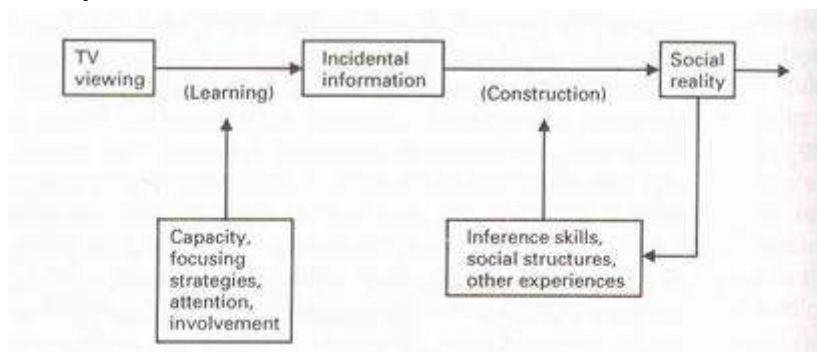 TV
viewing
(Learning)
Incidental
information
(Construction)
Social
reality
Capacity,
focusing
strategies,
attention,
involvement
Inference skills,
social structures,
other experiences